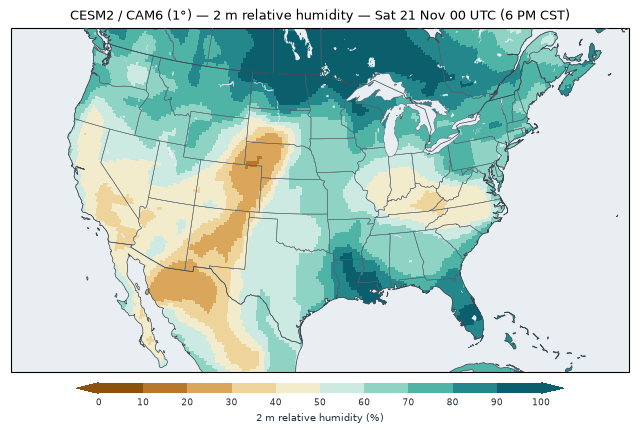 CESM2 / CAM6 (1°) — 2 m relative humidity — Sat 21 Nov 00 UTC (6 PM CST)
0 10 20 30 40 50 60 70 80 90 100
2 m relative humidity (%)